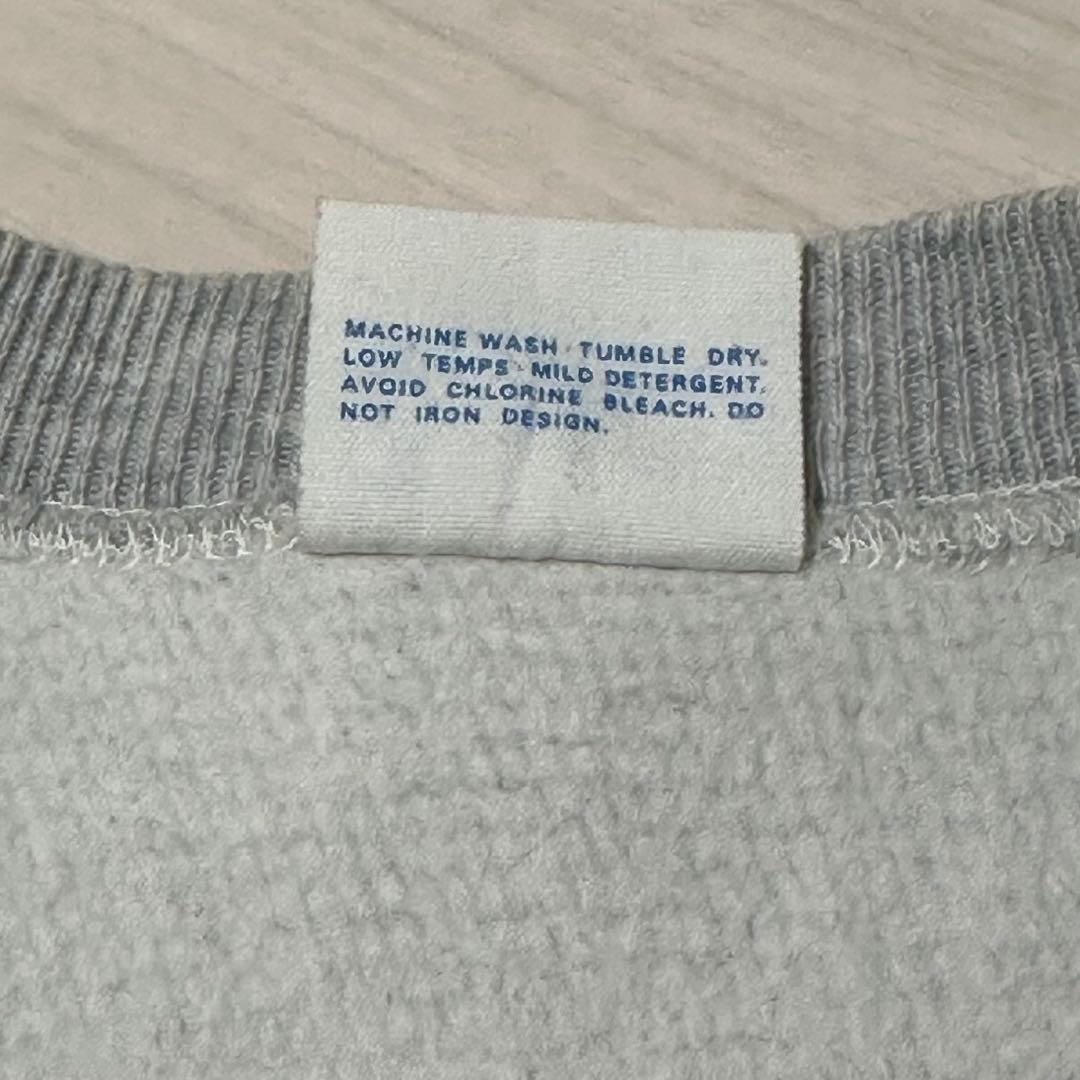 MACHINE WASH · TUMBLE DRY.
LOW TEMPS · MILD DETERGENT.
AVOID CHLORINE BLEACH. DO
NOT IRON DESIGN.